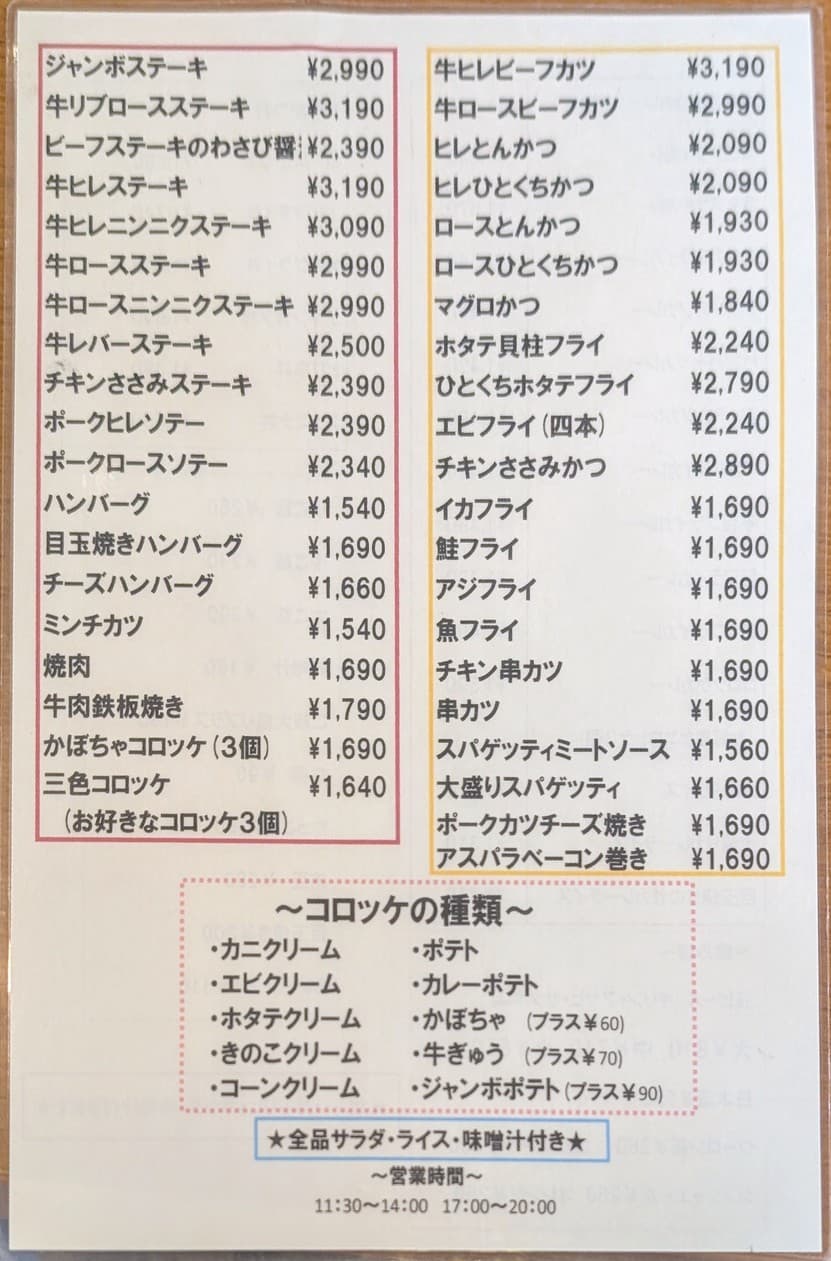 ジャンボステーキ ¥2,990
牛リブロースステーキ ¥3,190
ビーフステーキのわさび醤 ¥2,390
牛ヒレステーキ ¥3,190
牛ヒレニンニクステーキ ¥3,090
牛ロースステーキ ¥2,990
牛ロースニンニクステーキ ¥2,990
牛レバーステーキ ¥2,500
チキンささみステーキ ¥2,390
ポークヒレソテー ¥2,390
ポークロースソテー ¥2,340
ハンバーグ ¥1,540
目玉焼きハンバーグ ¥1,690
チーズハンバーグ ¥1,660
ミンチカツ ¥1,540
焼肉 ¥1,690
牛肉鉄板焼き ¥1,790
かぼちゃコロッケ(3個) ¥1,690
三色コロッケ ¥1,640
(お好きなコロッケ3個)
牛ヒレビーフカツ ¥3,190
牛ロースビーフカツ ¥2,990
ヒレとんかつ ¥2,090
ヒレひとくちかつ ¥2,090
ロースとんかつ ¥1,930
ロースひとくちかつ ¥1,930
マグロかつ ¥1,840
ホタテ貝柱フライ ¥2,240
ひとくちホタテフライ ¥2,790
エビフライ(四本) ¥2,240
チキンささみかつ ¥2,890
イカフライ ¥1,690
鮭フライ ¥1,690
アジフライ ¥1,690
魚フライ ¥1,690
チキン串カツ ¥1,690
串カツ ¥1,690
スパゲッティミートソース ¥1,560
大盛りスパゲッティ ¥1,660
ポークカツチーズ焼き ¥1,690
アスパラベーコン巻き ¥1,690
～コロッケの種類～
・カニクリーム
・エビクリーム
・ホタテクリーム
・きのこクリーム
・コーンクリーム
・ポテト
・カレーポテト
・かぼちゃ (プラス¥60)
・牛ぎゅう (プラス¥70)
・ジャンボポテト(プラス¥90)
★全品サラダ・ライス・味噌汁付き★
～営業時間～
11:30～14:00 17:00～20:00